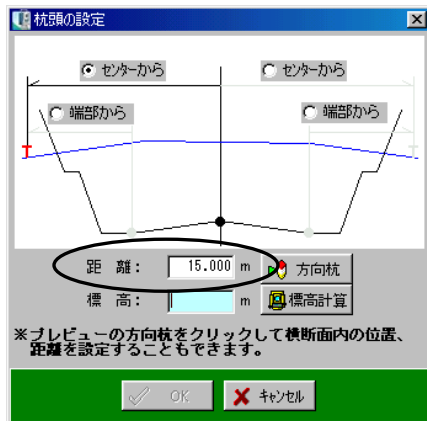 杭頭の設定
センターから センターから
端部から 端部から
距 離： 15.000 m 方向杭
標 高： m 標高計算
※プレビューの方向杭をクリックして横断面内の位置、
距離を設定することもできます。
OK キャンセル